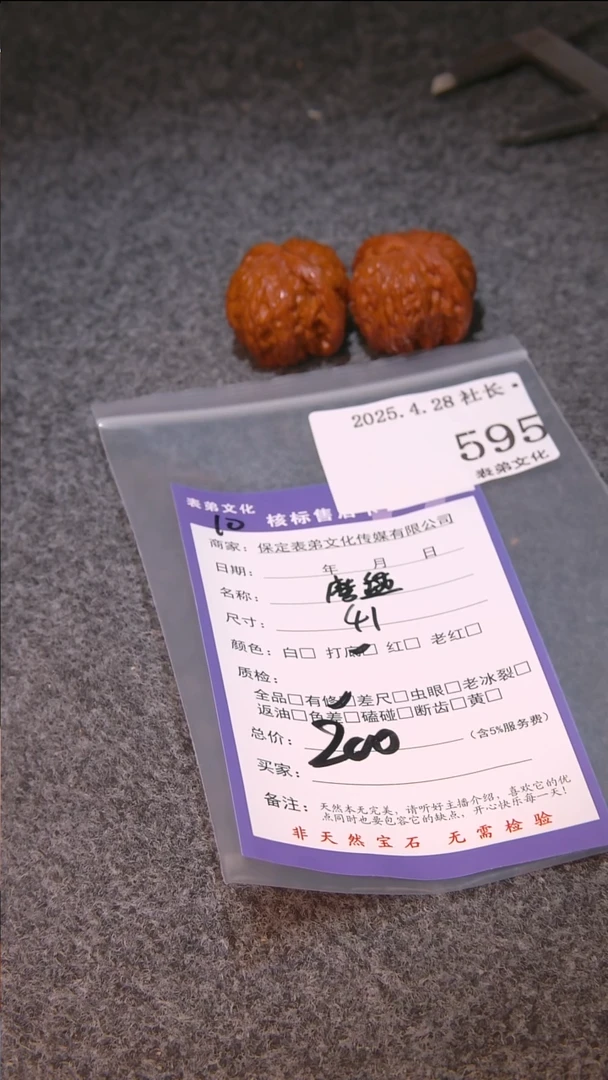 2025.4.28 社长·
595
表弟文化
表弟文化
10 核标售后卡
商家：保定表弟文化传媒有限公司
日期： 年 月 日
名称：磨盘
尺寸：41
颜色：白□ 打底□ 红□ 老红□
质检：
全品□有修□差尺□虫眼□老冰裂□
返油□色差□磕碰□断齿□黄□
总价：200（含5%服务费）
买家：
备注：天然本无完美，请听好主播介绍，喜欢它的优
点同时也要包容它的缺点，开心快乐每一天！
非天然宝石 无需检验